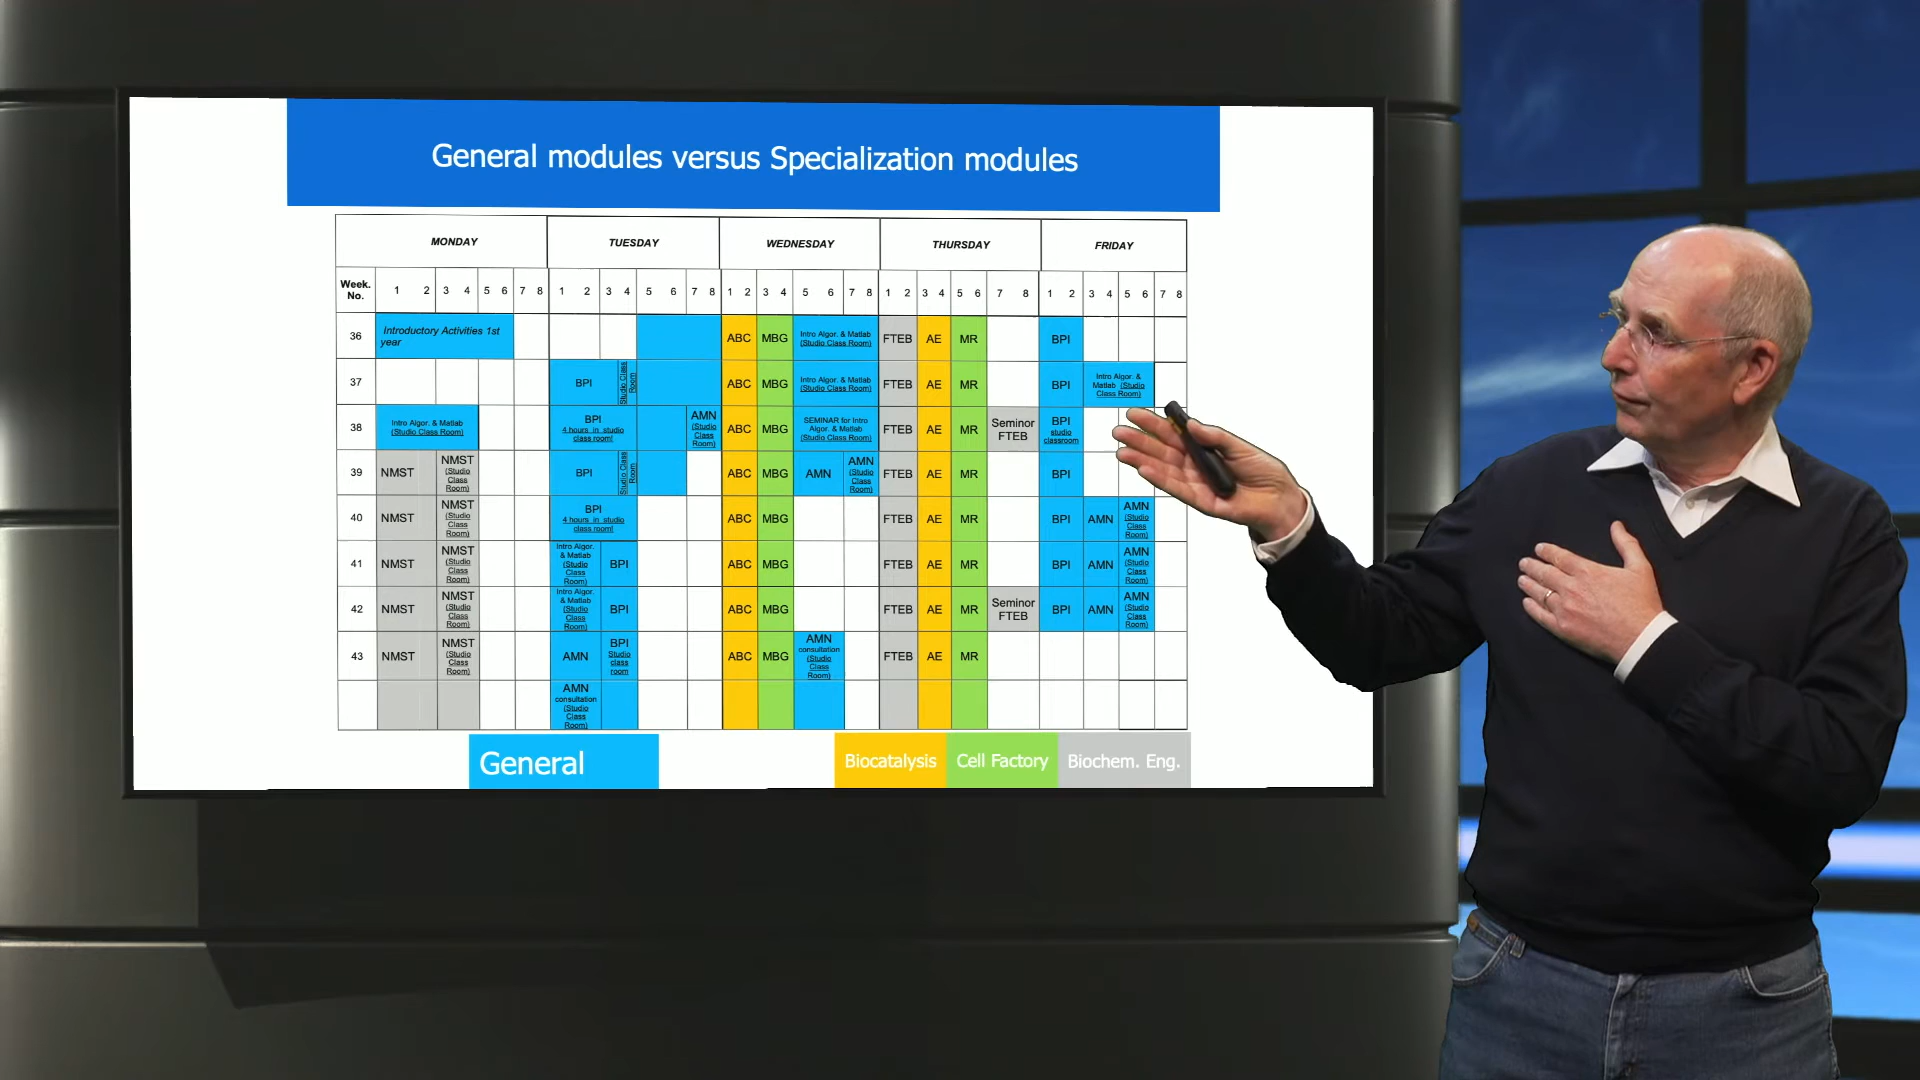 General modules versus Specialization modules
MONDAY TUESDAY WEDNESDAY THURSDAY FRIDAY
Week. No. 1 2 3 4 5 6 7 8 1 2 3 4 5 6 7 8 1 2 3 4 5 6 7 8 1 2 3 4 5 6 7 8 1 2 3 4 5 6 7 8
36 Introductory Activities 1st year ABC MBG Intro Algor. & Matlab (Studio Class Room) FTEB AE MR BPI
37 BPI Studio Class Room ABC MBG Intro Algor. & Matlab (Studio Class Room) FTEB AE MR BPI Intro Algor. & Matlab (Studio Class Room)
38 Intro Algor. & Matlab (Studio Class Room) BPI 4 hours in studio class room! AMN (Studio Class Room) ABC MBG SEMINAR for Intro Algor. & Matlab (Studio Class Room) FTEB AE MR Seminor FTEB BPI studio classroom
39 NMST NMST (Studio Class Room) BPI Studio Class Room ABC MBG AMN AMN (Studio Class Room) FTEB AE MR BPI
40 NMST NMST (Studio Class Room) BPI 4 hours in studio class room! ABC MBG FTEB AE MR BPI AMN AMN (Studio Class Room)
41 NMST NMST (Studio Class Room) Intro Algor. & Matlab (Studio Class Room) BPI ABC MBG FTEB AE MR BPI AMN AMN (Studio Class Room)
42 NMST NMST (Studio Class Room) Intro Algor. & Matlab (Studio Class Room) BPI ABC MBG FTEB AE MR Seminor FTEB BPI AMN AMN (Studio Class Room)
43 NMST NMST (Studio Class Room) AMN BPI Studio class room ABC MBG AMN consultation (Studio Class Room) FTEB AE MR
AMN consultation (Studio Class Room)
General Biocatalysis Cell Factory Biochem. Eng.